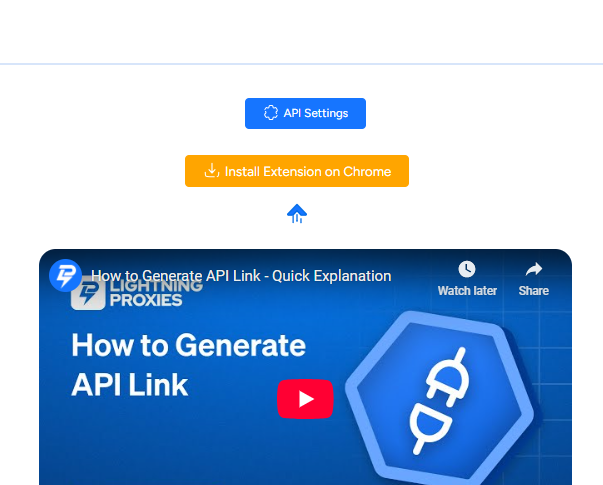 API Settings
Install Extension on Chrome
How to Generate API Link - Quick Explanation
Watch later
Share
LIGHTNING
PROXIES
How to Generate
API Link